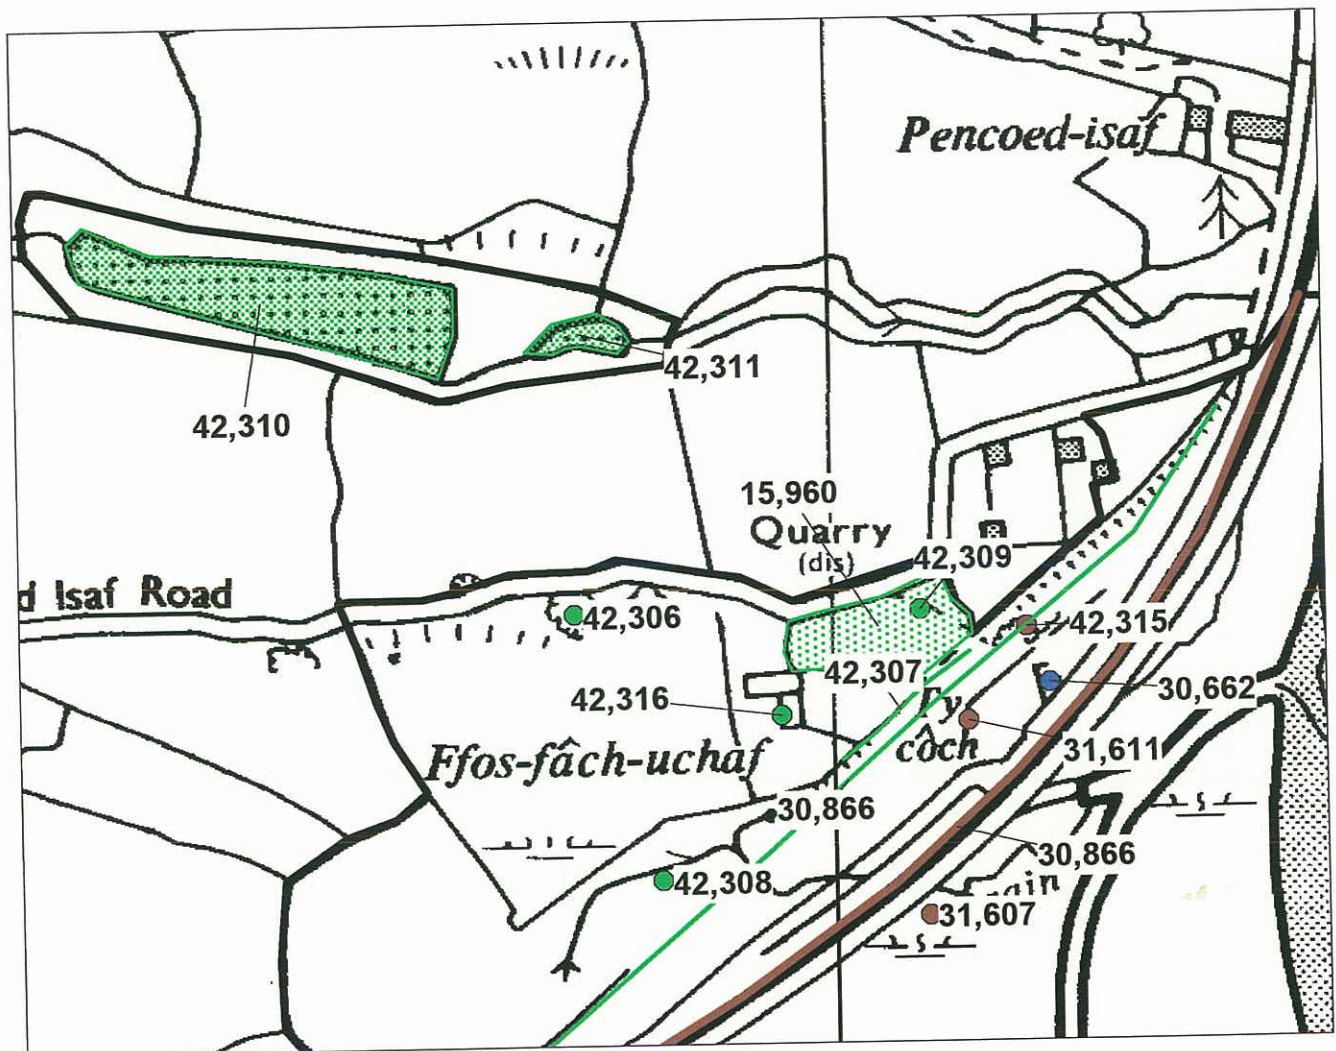 Pencoed-isaf
42,311
42,310
15,960
Quarry
(dis)
42,309
d Isaf Road
42,306
42,315
42,307
30,662
42,316
Fy
côch
31,611
Ffos-fâch-uchaf
30,866
30,866
42,308
31,607